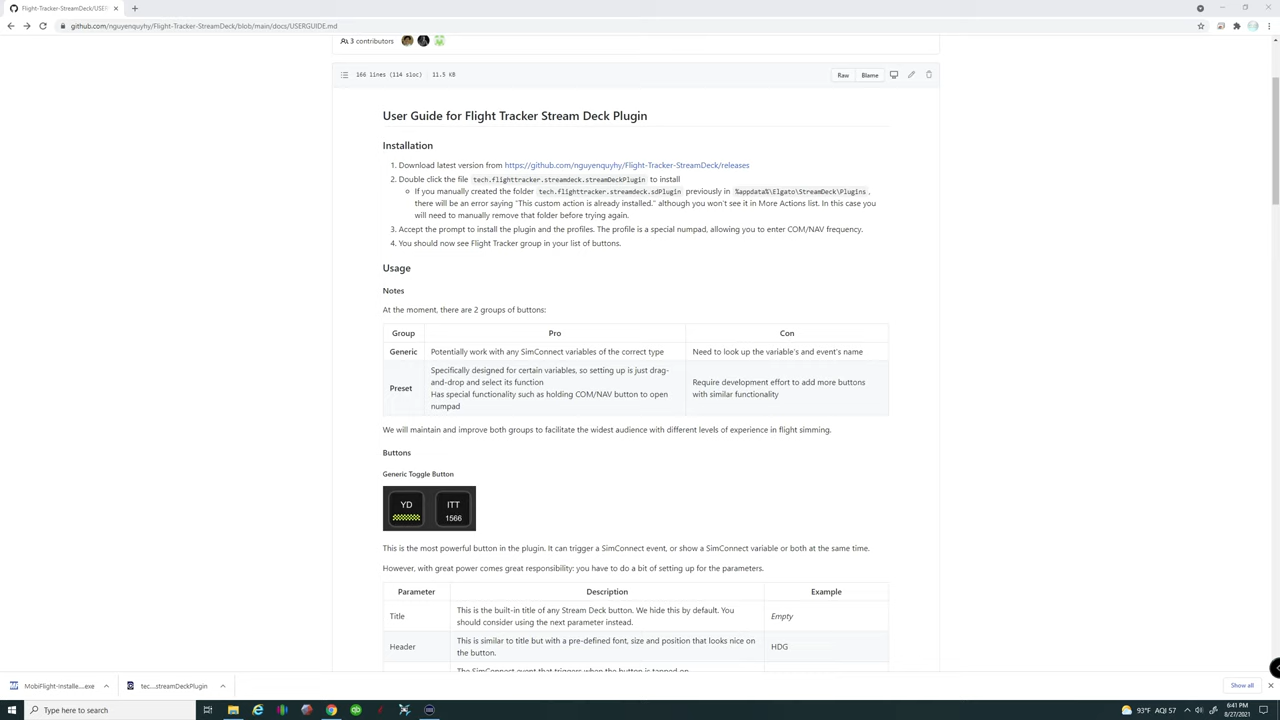 Flight-Tracker-StreamDeck/USER
github.com/nguyenquyhy/Flight-Tracker-StreamDeck/blob/main/docs/USERGUIDE.md
3 contributors
166 lines (114 sloc) 11.5 KB
Raw Blame
User Guide for Flight Tracker Stream Deck Plugin
Installation
1. Download latest version from https://github.com/nguyenquyhy/Flight-Tracker-StreamDeck/releases
2. Double click the file tech.flighttracker.streamdeck.streamDeckPlugin to install
If you manually created the folder tech.flighttracker.streamdeck.sdPlugin previously in %appdata%\Elgato\StreamDeck\Plugins,
there will be an error saying "This custom action is already installed." although you won't see it in More Actions list. In this case you
will need to manually remove that folder before trying again.
3. Accept the prompt to install the plugin and the profiles. The profile is a special numpad, allowing you to enter COM/NAV frequency.
4. You should now see Flight Tracker group in your list of buttons.
Usage
Notes
At the moment, there are 2 groups of buttons:
Group Pro Con
Generic Potentially work with any SimConnect variables of the correct type Need to look up the variable's and event's name
Preset
Specifically designed for certain variables, so setting up is just drag-
and-drop and select its function
Has special functionality such as holding COM/NAV button to open
numpad
Require development effort to add more buttons
with similar functionality
We will maintain and improve both groups to facilitate the widest audience with different levels of experience in flight simming.
Buttons
Generic Toggle Button
YD ITT
1566
This is the most powerful button in the plugin. It can trigger a SimConnect event, or show a SimConnect variable or both at the same time.
However, with great power comes great responsibility: you have to do a bit of setting up for the parameters.
Parameter Description Example
Title
This is the built-in title of any Stream Deck button. We hide this by default. You
should consider using the next parameter instead.
Empty
Header
This is similar to title but with a pre-defined font, size and position that looks nice on
the button.
HDG
The SimConnect event that triggers when the button is tapped on.
MobiFlight-Installe....exe
tec...streamDeckPlugin
Show all
Type here to search
93°F AQI 57
6:41 PM
8/27/2021